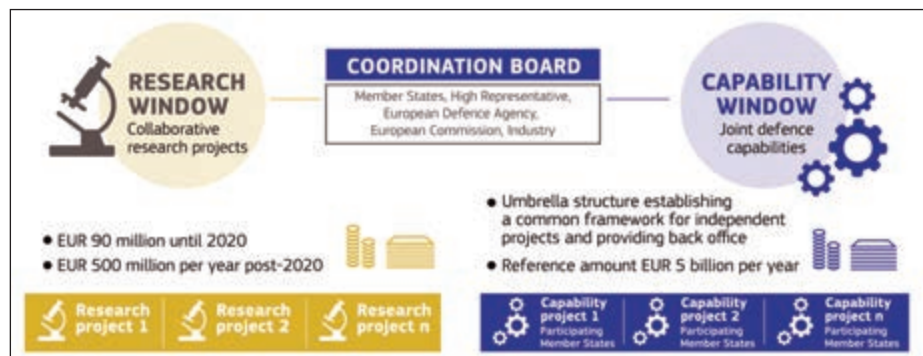 RESEARCH
WINDOW
Collaborative
research projects
COORDINATION BOARD
Member States, High Representative,
European Defence Agency,
European Commission, Industry
CAPABILITY
WINDOW
Joint defence
capabilities
● EUR 90 million until 2020
● EUR 500 million per year post-2020
● Umbrella structure establishing
a common framework for independent
projects and providing back office
● Reference amount EUR 5 billion per year
Research
project 1
Research
project 2
Research
project n
Capability
project 1
Participating
Member States
Capability
project 2
Participating
Member States
Capability
project n
Participating
Member States